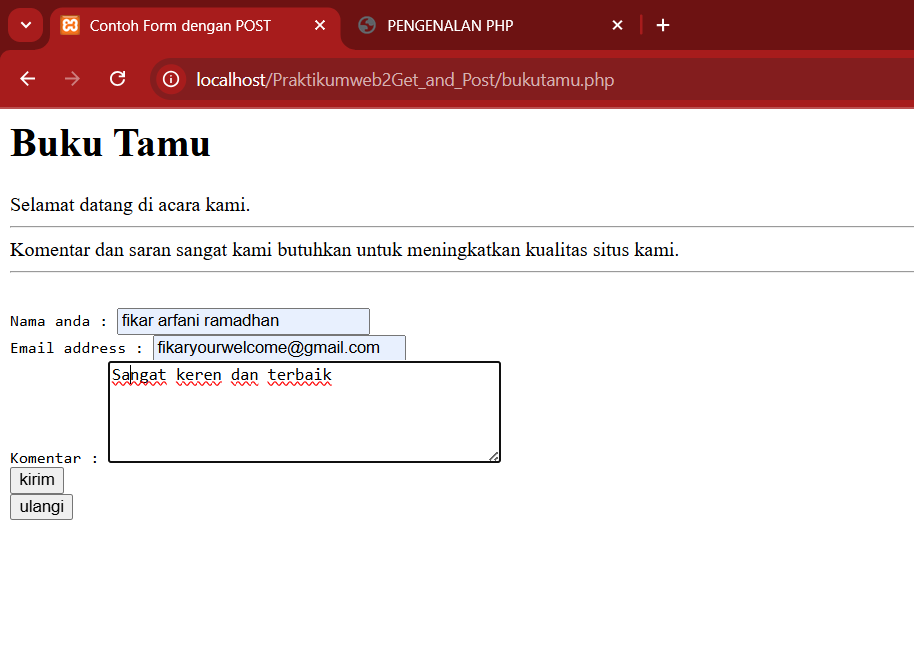 Contoh Form dengan POST
PENGENALAN PHP
localhost/Praktikumweb2Get_and_Post/bukutamu.php
Buku Tamu
Selamat datang di acara kami.
Komentar dan saran sangat kami butuhkan untuk meningkatkan kualitas situs kami.
Nama anda : fikar arfani ramadhan
Email address : fikaryourwelcome@gmail.com
Sangat keren dan terbaik
Komentar :
kirim
ulangi